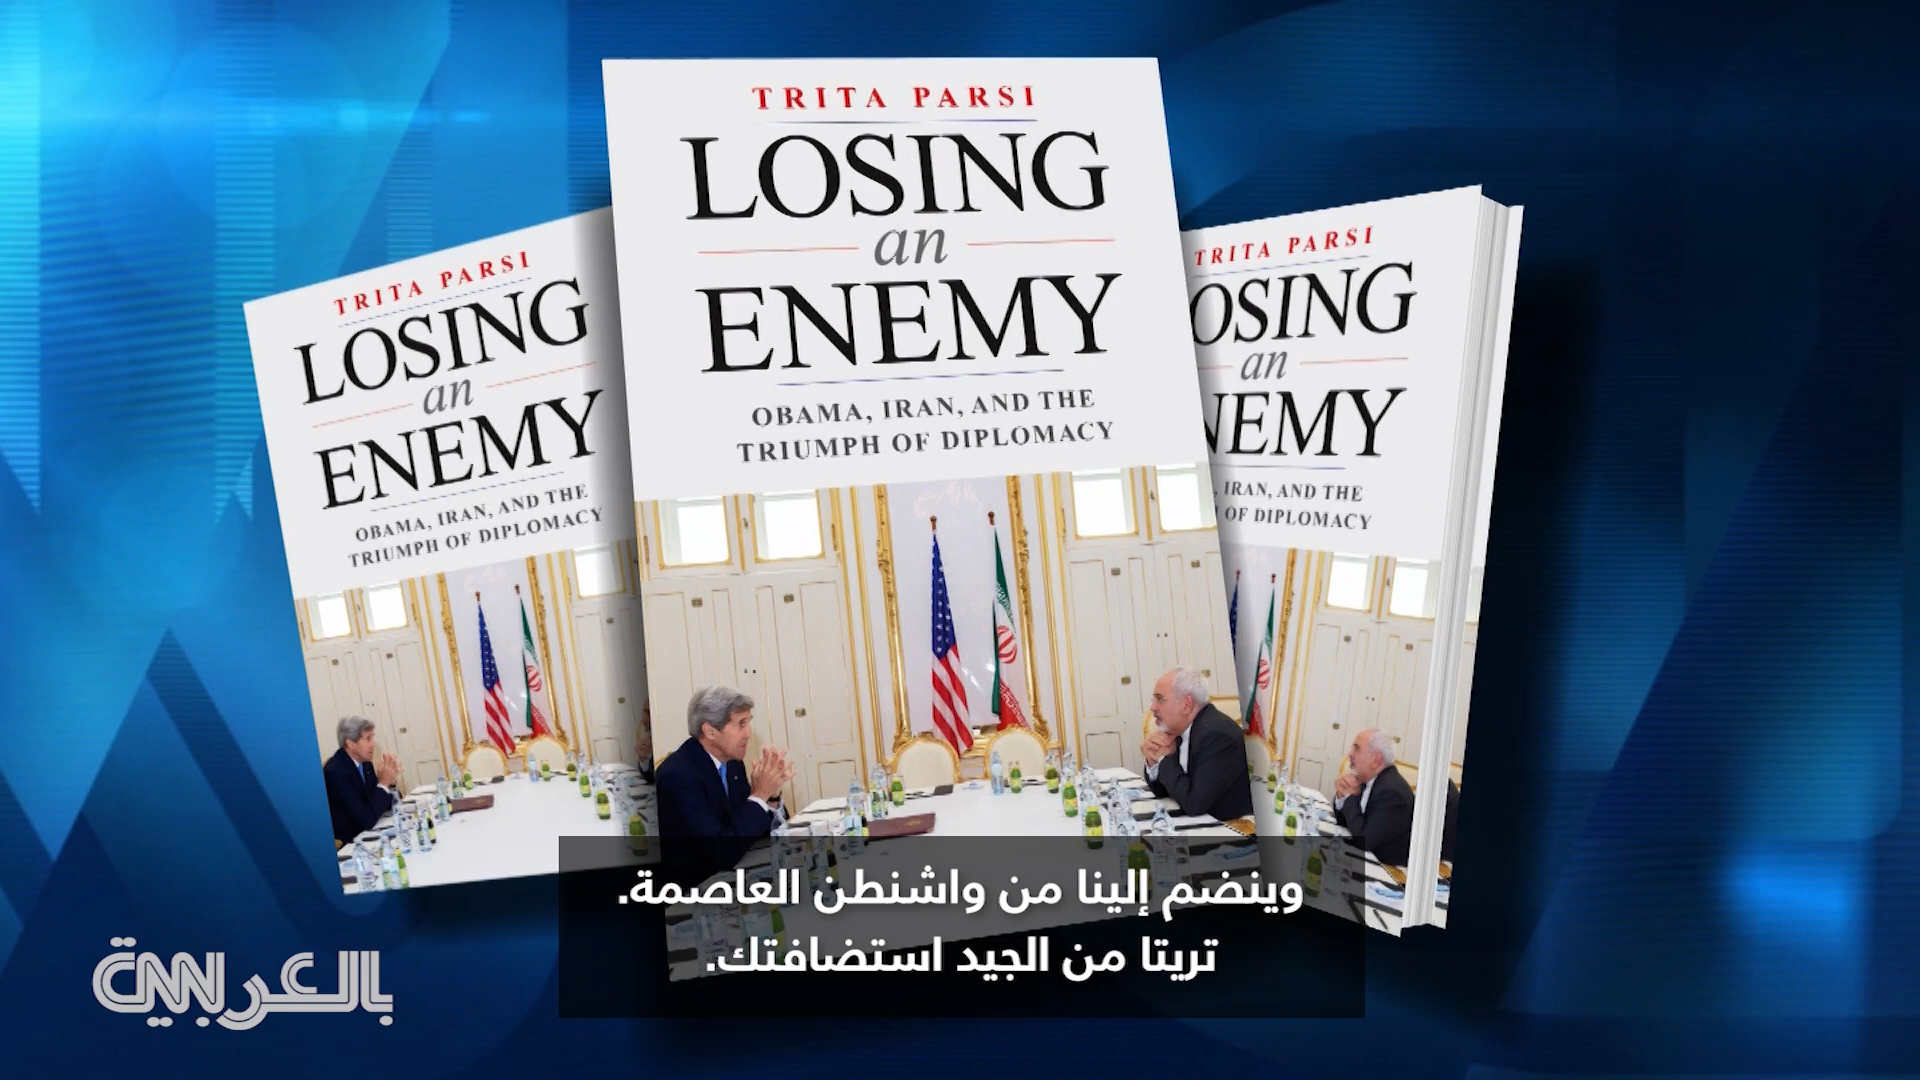 TRITA PARSI
LOSING
an
ENEMY
OBAMA, IRAN, AND THE
TRIUMPH OF DIPLOMACY
TRITA PARSI
LOSING
an
ENEMY
OBAMA, IRAN, AND THE
TRIUMPH OF DIPLOMACY
TRITA PARSI
OSING
an
NEMY
, IRAN, AND THE
OF DIPLOMACY
وينضم إلينا من واشنطن العاصمة.
تريتا من الجيد استضافتك.
CNN بالعربية